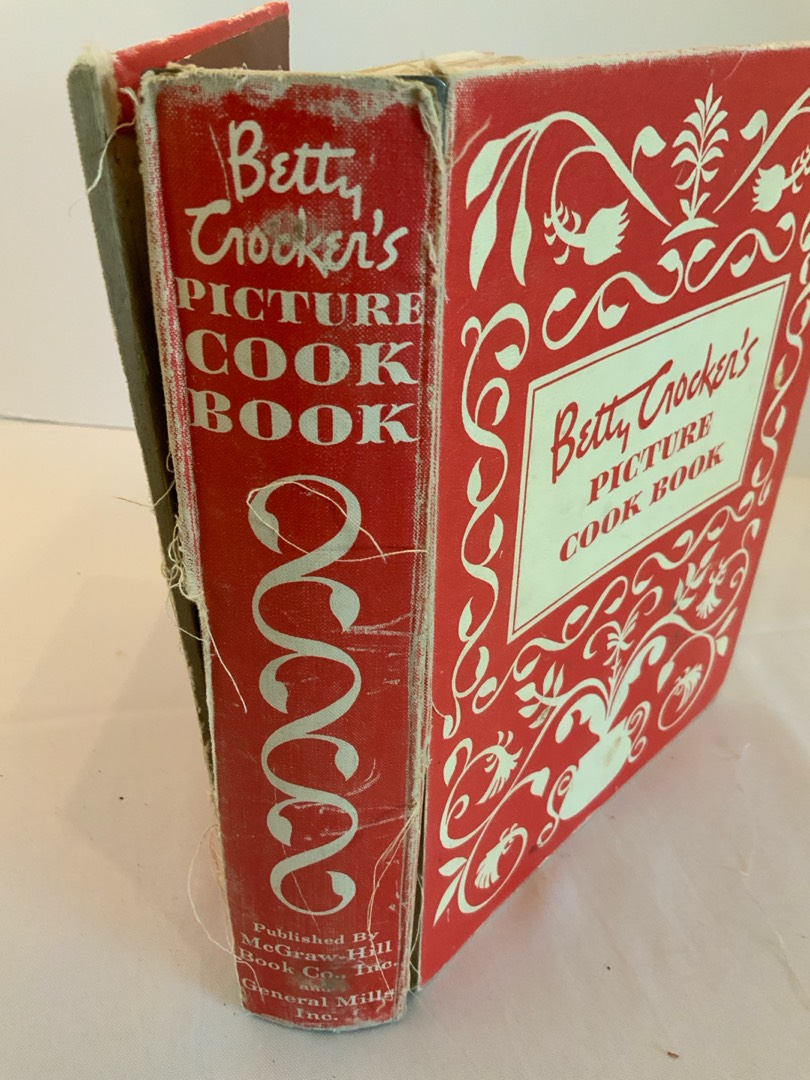 Betty
Crocker's
PICTURE
COOK
BOOK
Published By
McGraw-Hill
Book Co., Inc.
and
General Mills
Inc.
Betty Crocker's
PICTURE
COOK BOOK